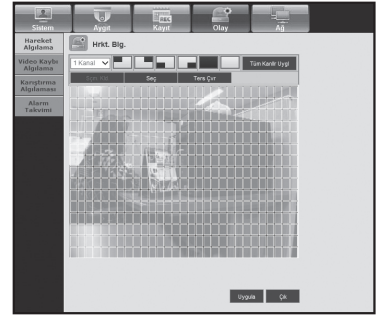 Sistem Aygıt Kayıt Olay Ağ
Hareket
Algılama
Hrkt. Blg.
Video Kaybı
Algılama
1 Kanal Tüm Kanlr Uygl
Karıştırma
Algılaması
Seç Ters Çvr
Alarm
Takvimi
Uygula Çık